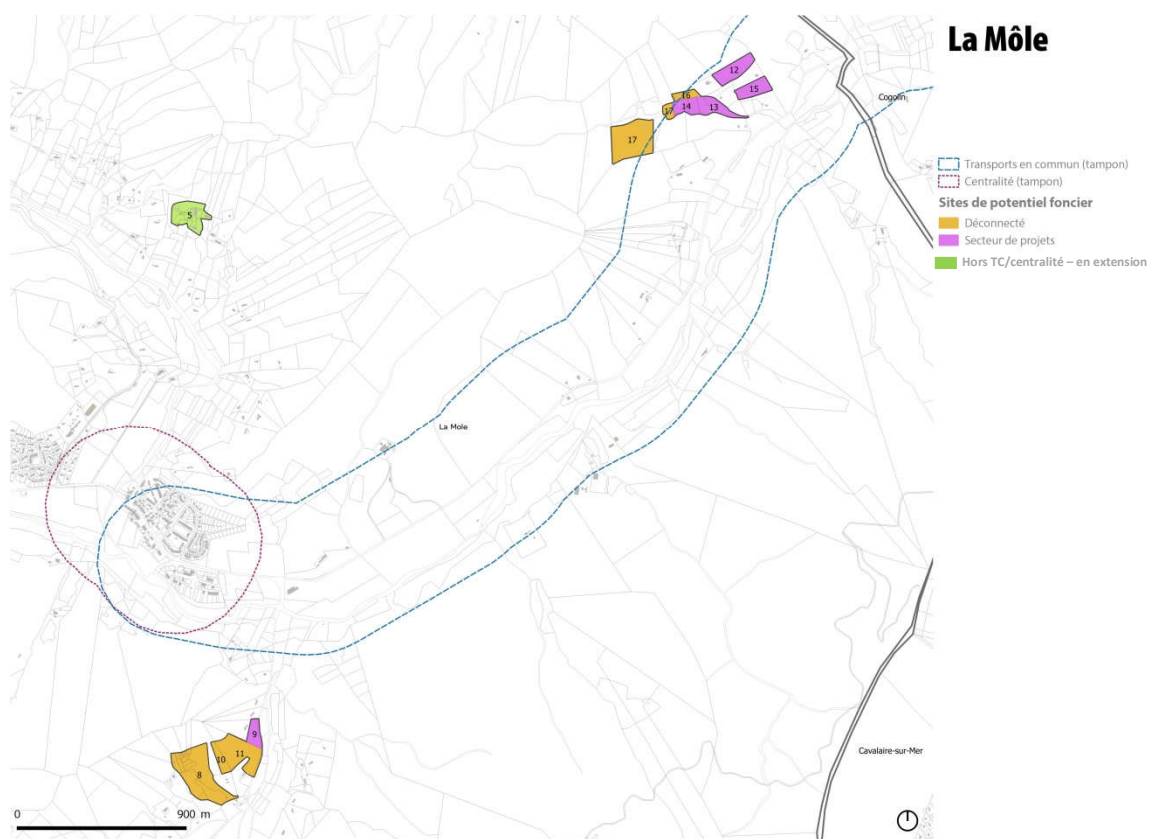 La Môle
12
15
16
17
14
13
17
Cogolin
5
Transports en commun (tampon)
Centralité (tampon)
Sites de potentiel foncier
Déconnecté
Secteur de projets
Hors TC/centralité – en extension
La Mole
9
10
11
8
Cavalaire-sur-Mer
0 900 m